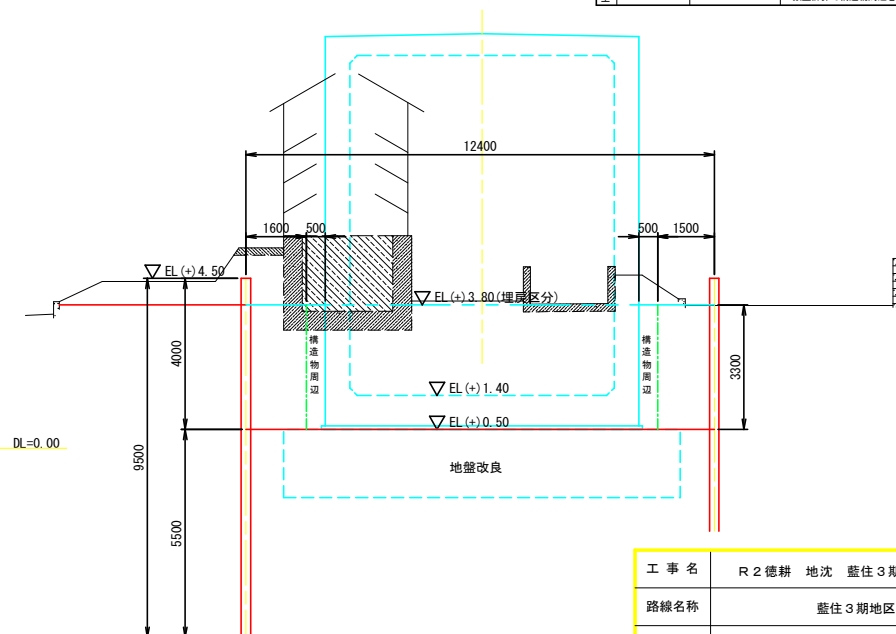 12400
1600
500
500
1500
EL(+)4.50
EL(+)3.80(埋戻区分)
構造物周辺
構造物周辺
4000
3300
EL(+)1.40
EL(+)0.50
DL=0.00
9500
地盤改良
5500
工事名 R2徳耕 地沈 藍住3期
路線名称 藍住3期地区